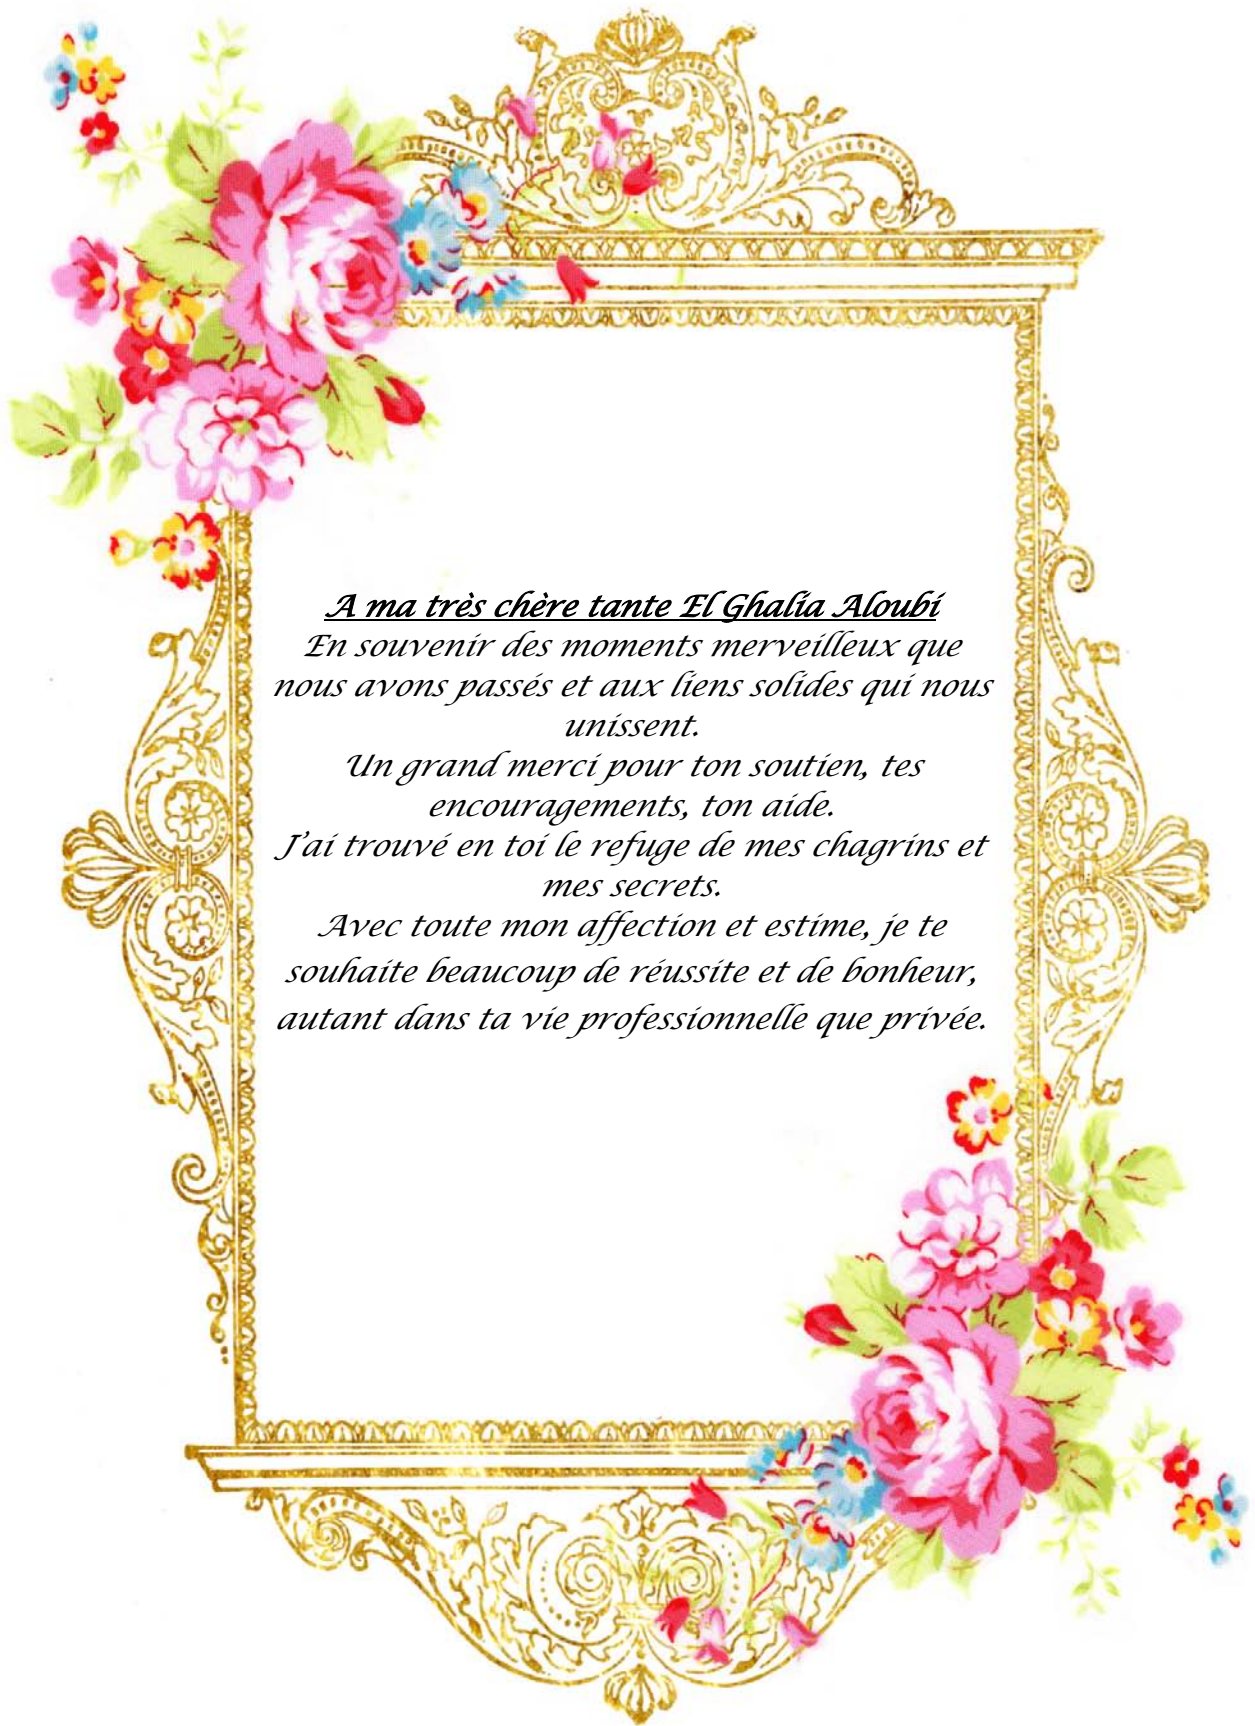 A ma très chère tante El Ghalia Aloubi
En souvenir des moments merveilleux que
nous avons passés et aux liens solides qui nous
unissent.
Un grand merci pour ton soutien, tes
encouragements, ton aide.
J'ai trouvé en toi le refuge de mes chagrins et
mes secrets.
Avec toute mon affection et estime, je te
souhaite beaucoup de réussite et de bonheur,
autant dans ta vie professionnelle que privée.